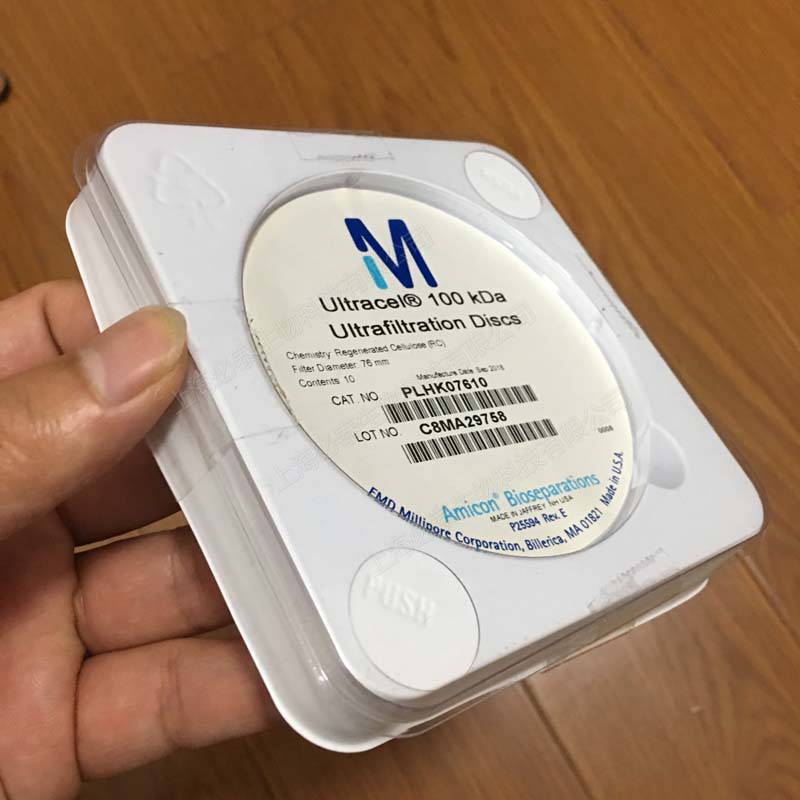 M
Ultracel® 100 kDa
Ultrafiltration Discs
Chemistry: Regenerated Cellulose (RC)
Filter Diameter: 76 mm
Contents: 10
Manufacture Date: Sep 2018
CAT. NO. PLHK07610
LOT NO. C8MA29758
0008
Amicon® Bioseparations
MADE IN JAFFREY, NH USA
P25594 Rev. E
EMD Millipore Corporation, Billerica, MA 01821 Made in U.S.A.
PUSH